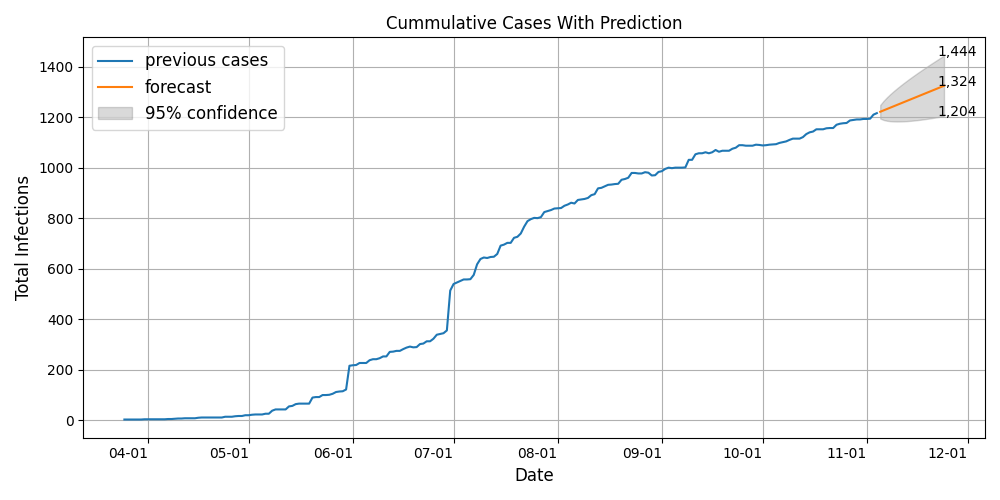 Cummulative Cases With Prediction
previous cases
forecast
95% confidence
1,444
1,324
1,204
Total Infections
1400
1200
1000
800
600
400
200
0
04-01 05-01 06-01 07-01 08-01 09-01 10-01 11-01 12-01
Date